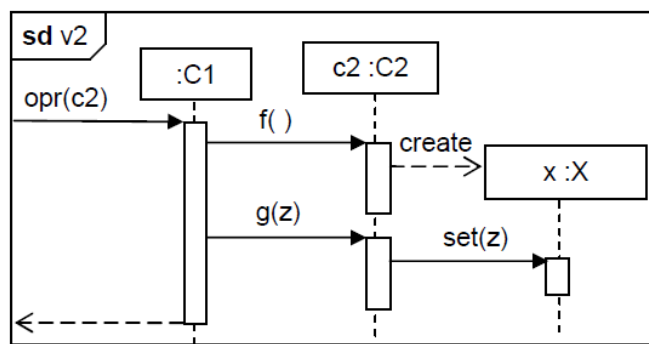 sd v2
:C1
c2 :C2
opr(c2)
f( )
create
x :X
g(z)
set(z)